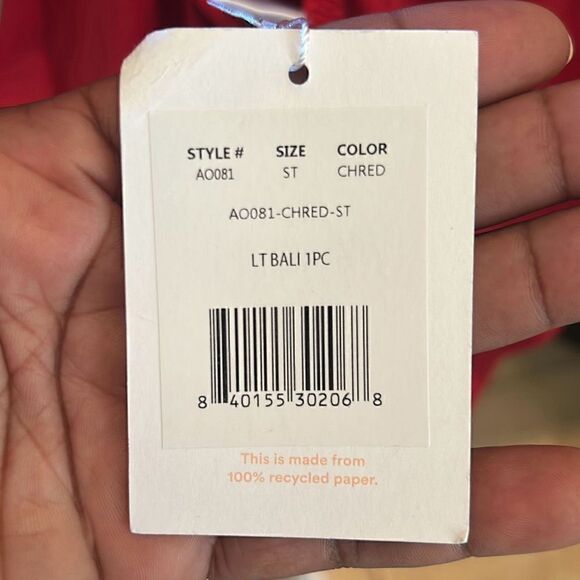 STYLE # SIZE COLOR
AO081 ST CHRED
AO081-CHRED-ST
LT BALI 1PC
8 40155 30206 8
This is made from
100% recycled paper.